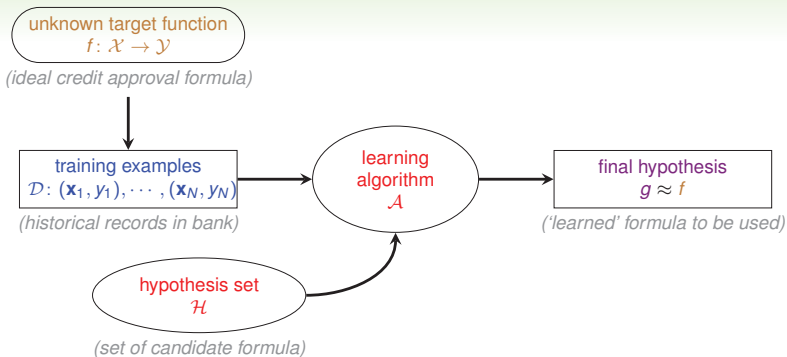 unknown target function
f: 𝒳 → 𝒴
(ideal credit approval formula)
training examples
𝒟: (𝐱₁, y₁), ⋯ , (𝐱_N, y_N)
(historical records in bank)
learning
algorithm
𝒜
final hypothesis
g ≈ f
('learned' formula to be used)
hypothesis set
ℋ
(set of candidate formula)